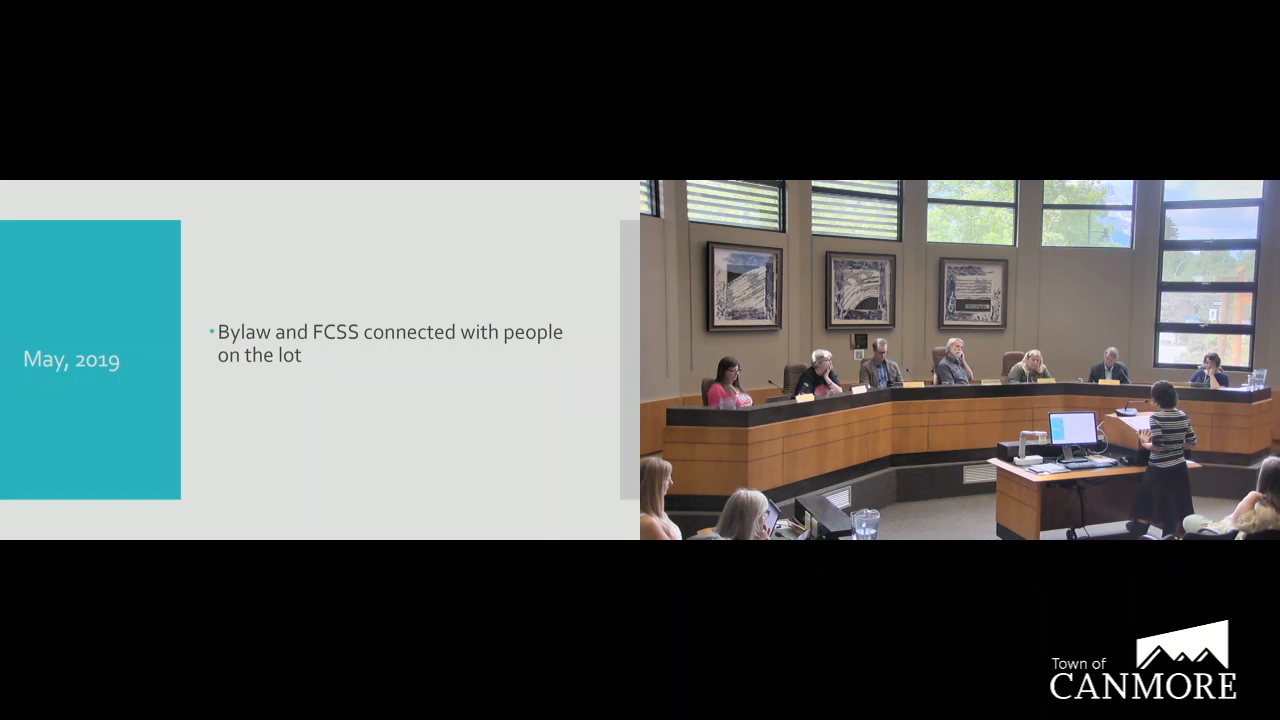 May, 2019
• Bylaw and FCSS connected with people
on the lot
Town of
CANMORE